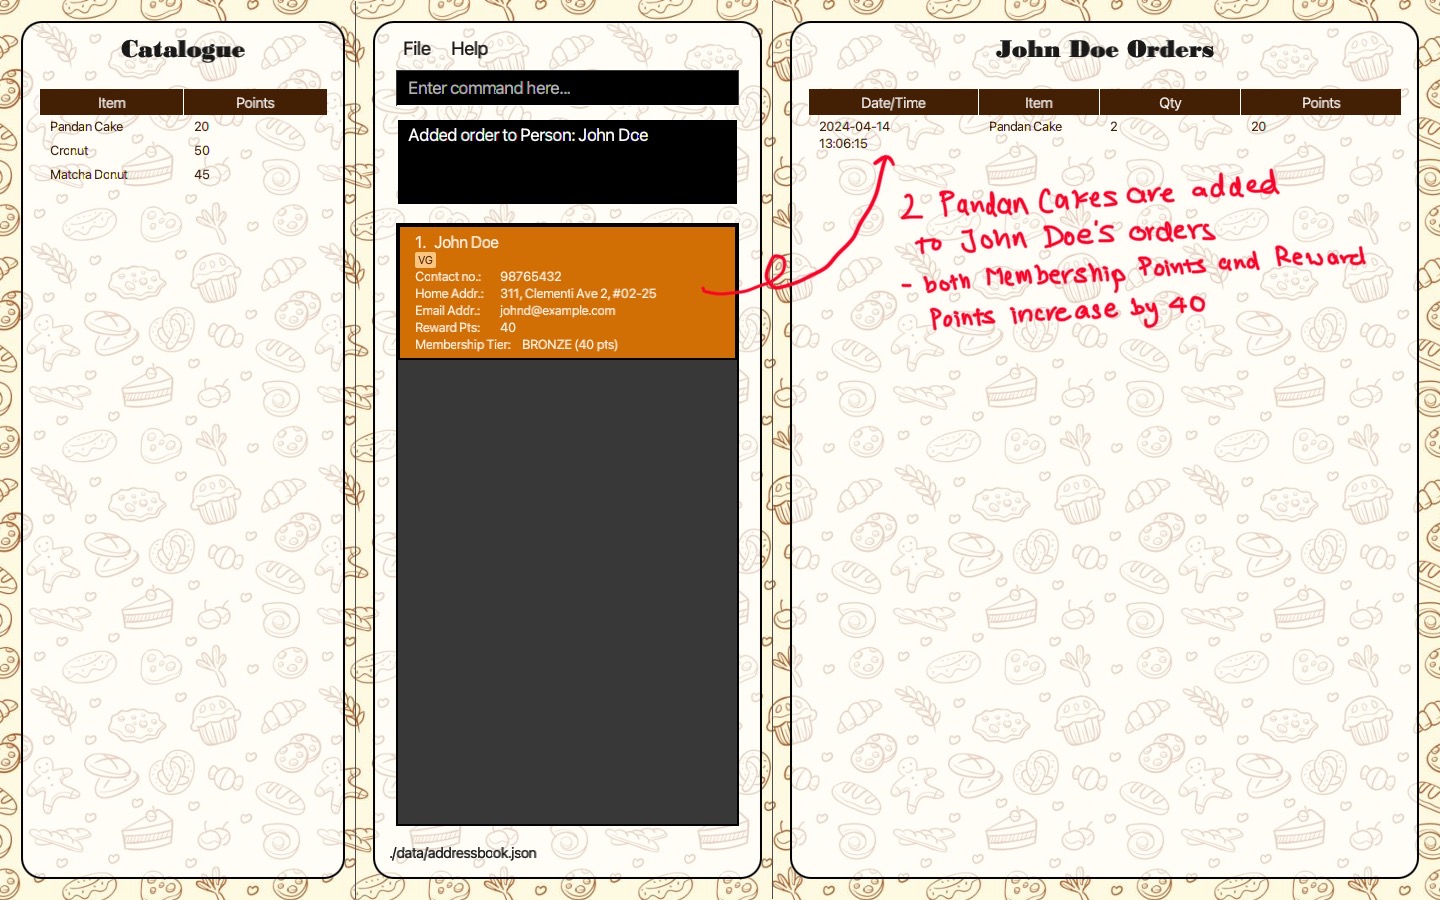 Catalogue
Item Points
Pandan Cake 20
Cronut 50
Matcha Donut 45
File Help
Enter command here...
Added order to Person: John Doe
1. John Doe
VG
Contact no.: 98765432
Home Addr.: 311, Clementi Ave 2, #02-25
Email Addr.: johnd@example.com
Reward Pts: 40
Membership Tier: BRONZE (40 pts)
./data/addressbook.json
John Doe Orders
Date/Time Item Qty Points
2024-04-14 Pandan Cake 2 20
13:06:15
2 Pandan Cakes are added
to John Doe's orders
- both Membership Points and Reward
Points increase by 40